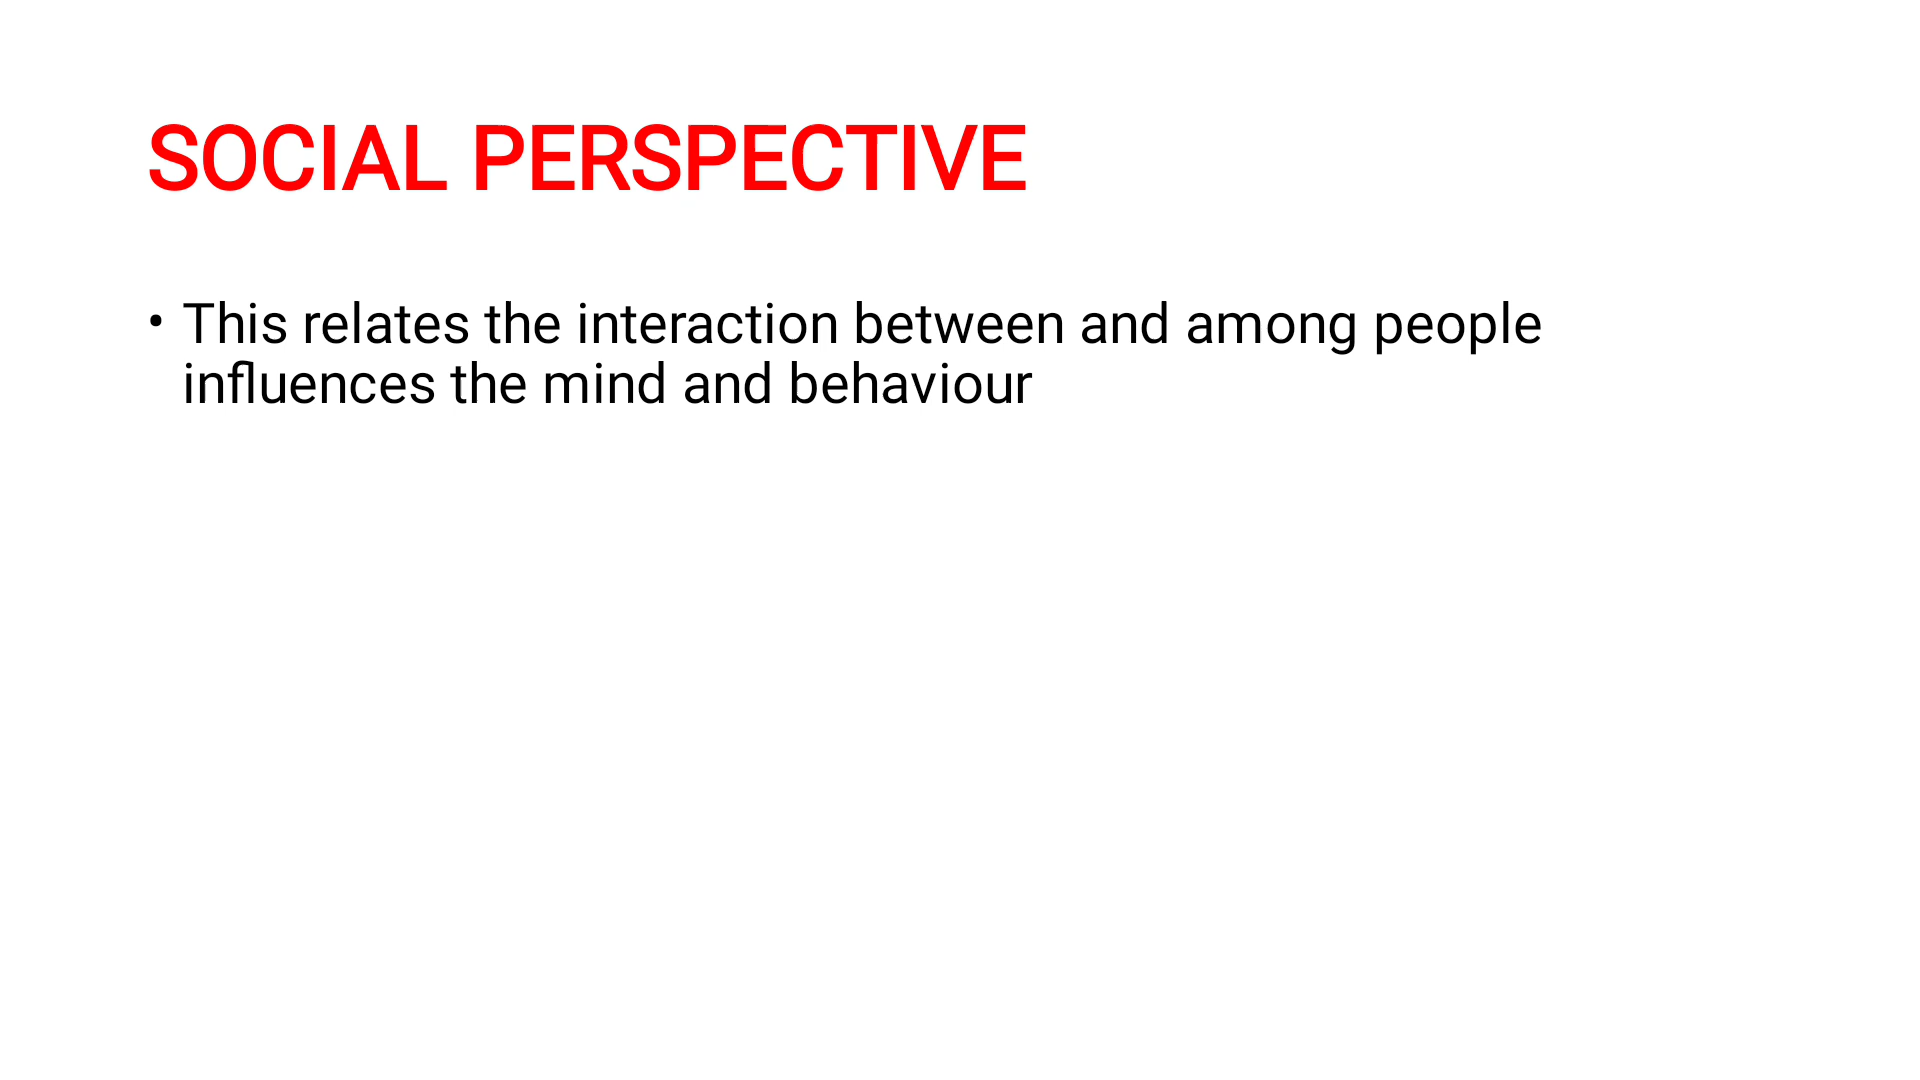 SOCIAL PERSPECTIVE
• This relates the interaction between and among people
influences the mind and behaviour